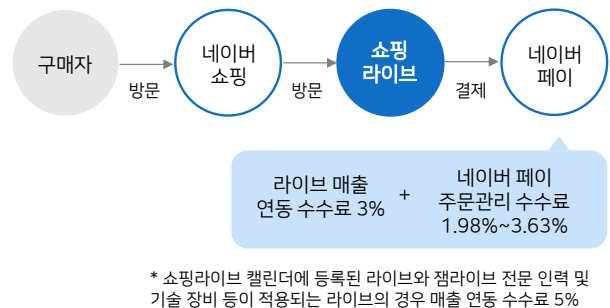 구매자
방문
네이버
쇼핑
방문
쇼핑
라이브
결제
네이버
페이
라이브 매출
연동 수수료 3%
+
네이버 페이
주문관리 수수료
1.98%~3.63%
* 쇼핑라이브 캘린더에 등록된 라이브와 잼라이브 전문 인력 및
기술 장비 등이 적용되는 라이브의 경우 매출 연동 수수료 5%